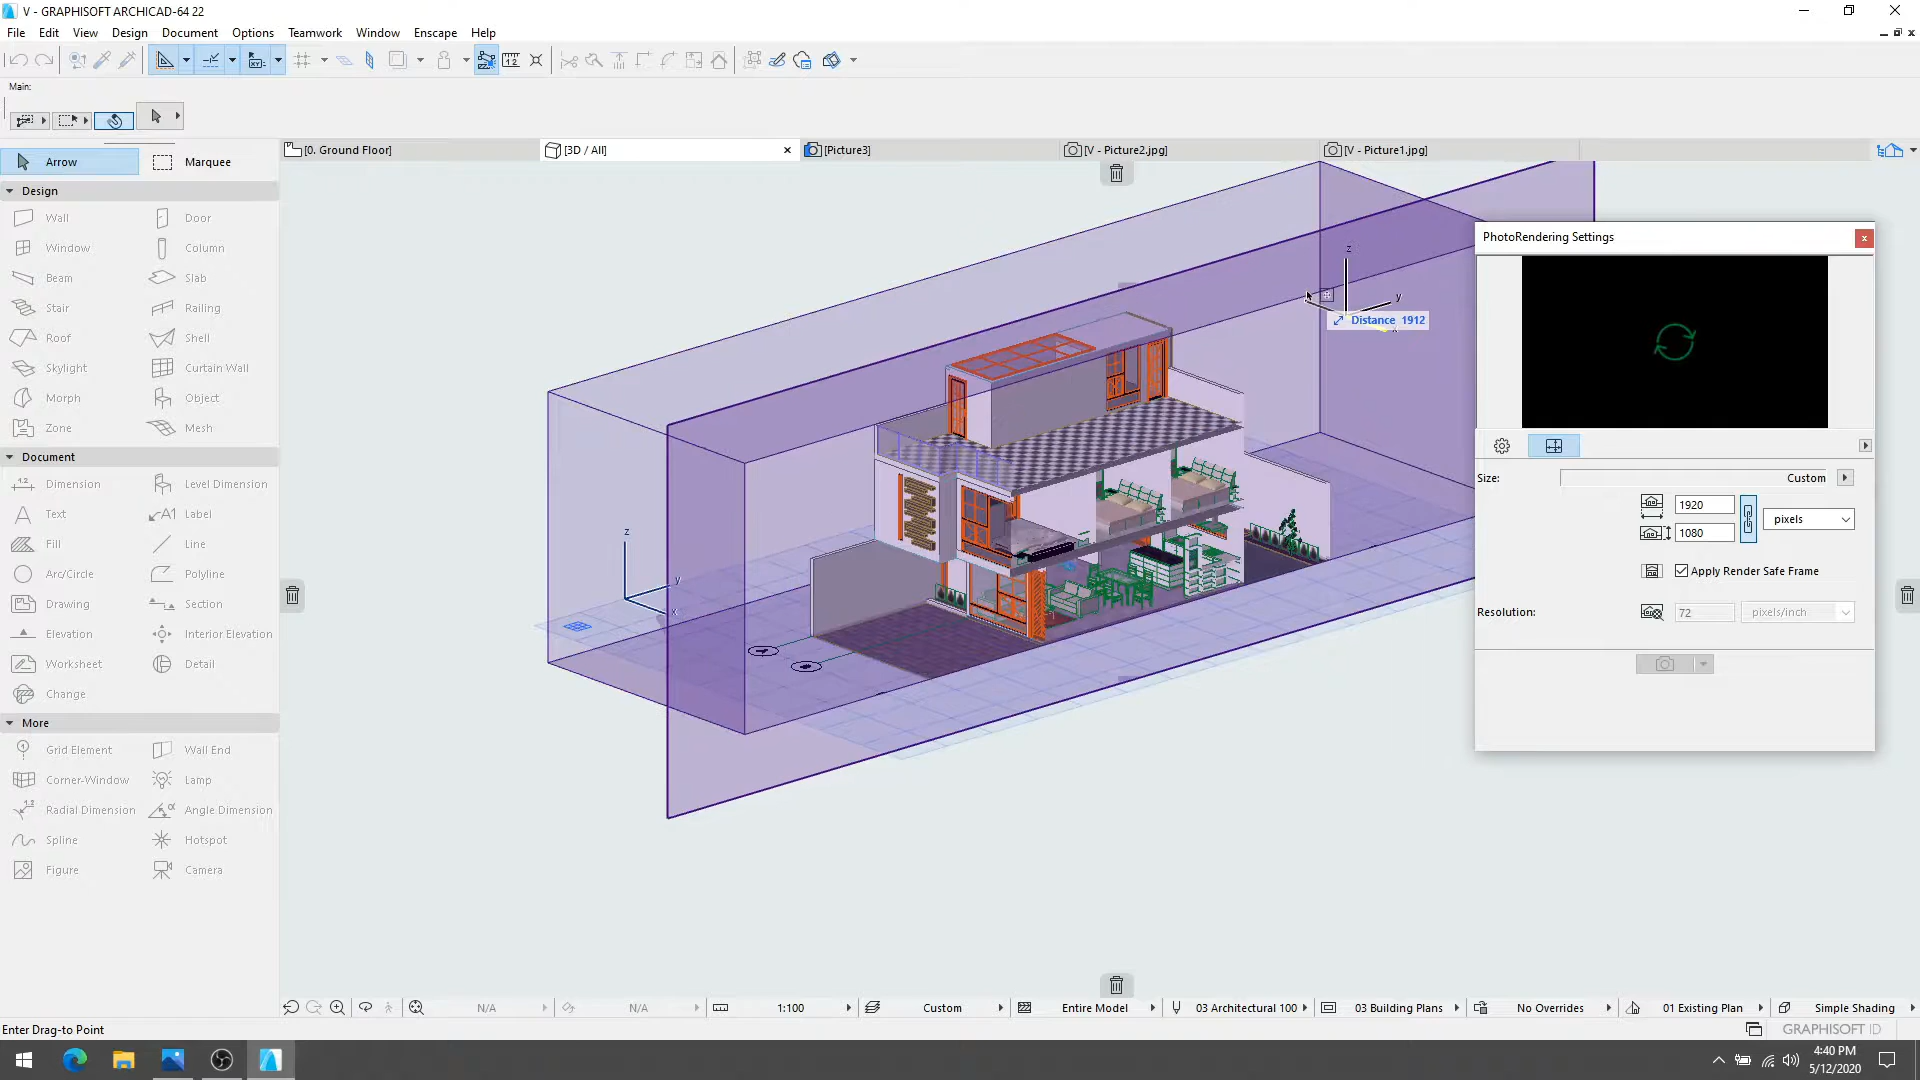 V - GRAPHISOFT ARCHICAD-64 22
File Edit View Design Document Options Teamwork Window Enscape Help
Main:
[0. Ground Floor]
[3D / All]
[Picture3]
[V - Picture2.jpg]
[V - Picture1.jpg]
Arrow Marquee
Design
Wall Door
Window Column
Beam Slab
Stair Railing
Roof Shell
Skylight Curtain Wall
Morph Object
Zone Mesh
Document
Dimension Level Dimension
Text Label
Fill Line
Arc/Circle Polyline
Drawing Section
Elevation Interior Elevation
Worksheet Detail
Change
More
Grid Element Wall End
Corner-Window Lamp
Radial Dimension Angle Dimension
Spline Hotspot
Figure Camera
z
y
x
z
y
x
Distance 1912
PhotoRendering Settings
Size: Custom
1920
pixels
1080
Apply Render Safe Frame
Resolution: 72 pixels/inch
N/A N/A 1:100 Custom Entire Model 03 Architectural 100 03 Building Plans No Overrides 01 Existing Plan Simple Shading
Enter Drag-to Point
GRAPHISOFT ID
4:40 PM
5/12/2020